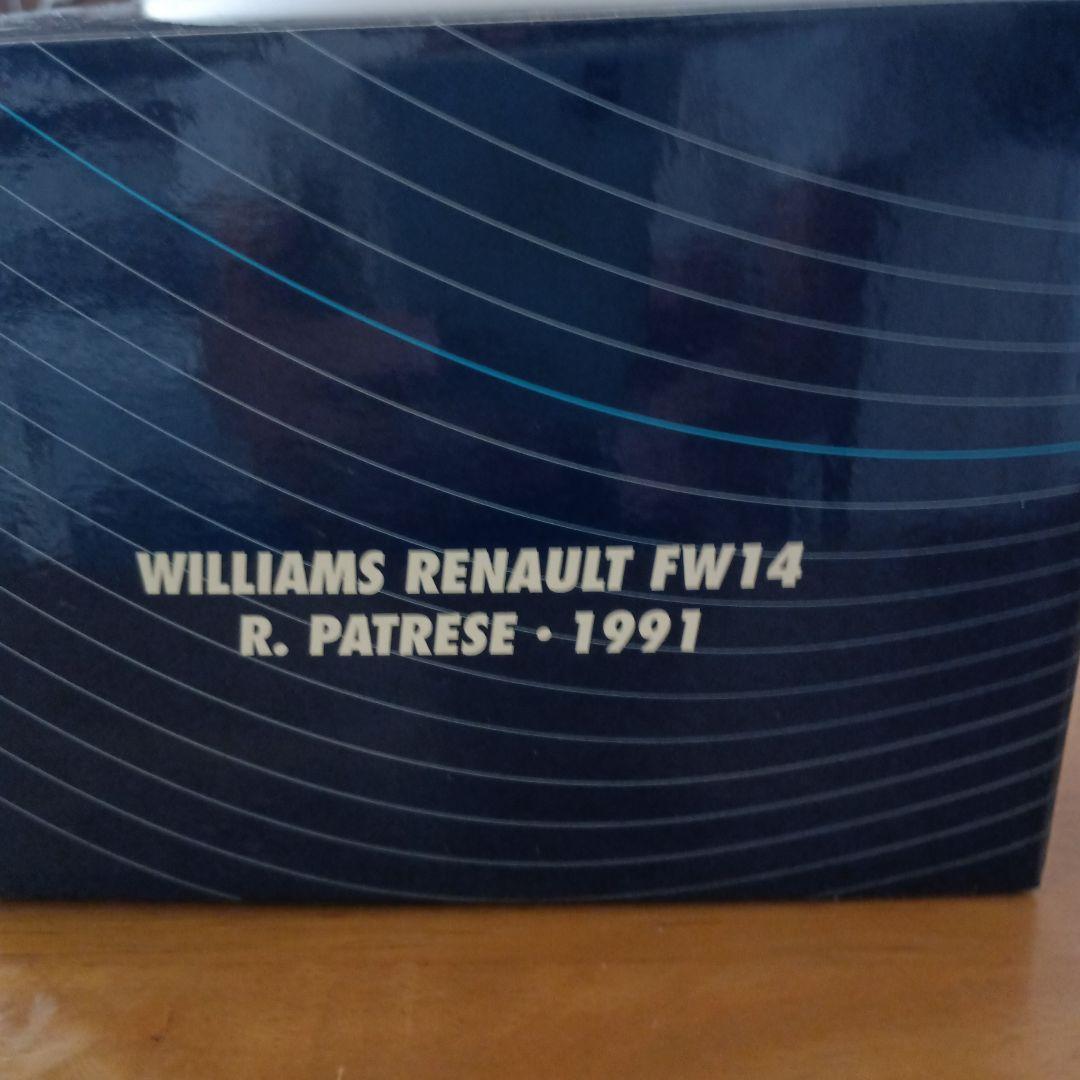 WILLIAMS RENAULT FW14
R. PATRESE • 1991